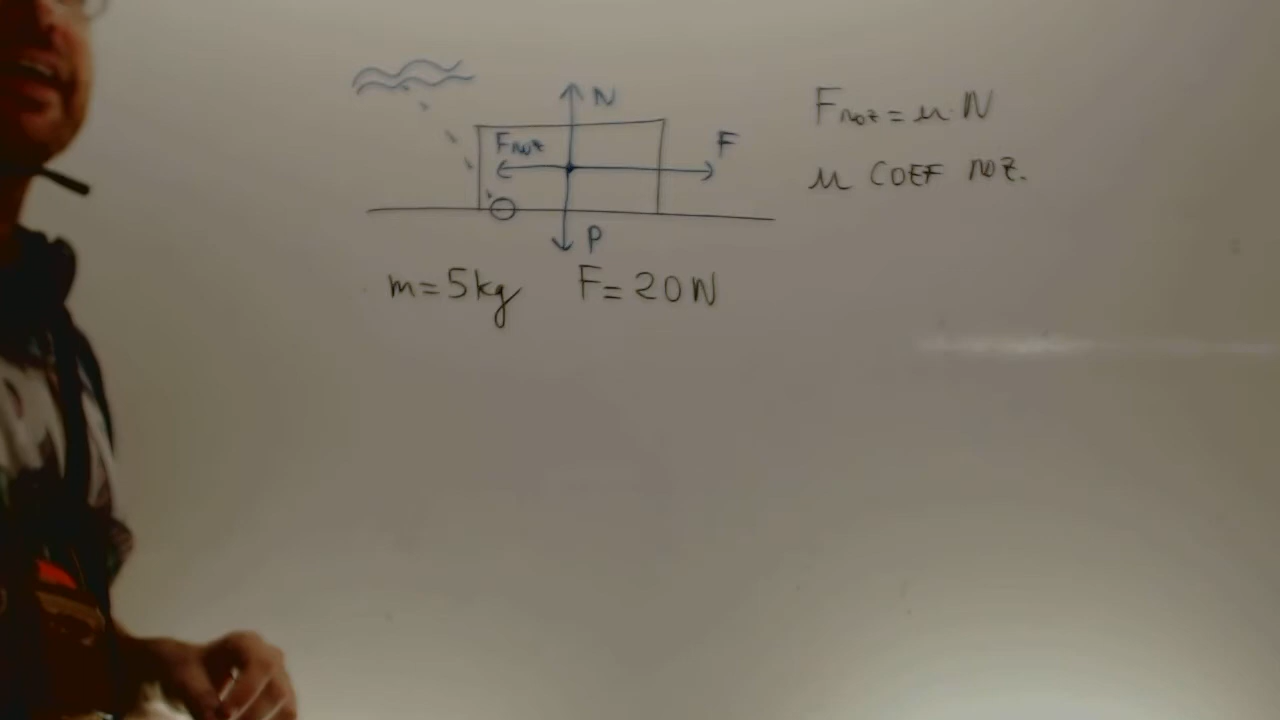 N
Froz
F
P
m=5kg F=20N
Froz=μ·N
μ COEF ROZ.